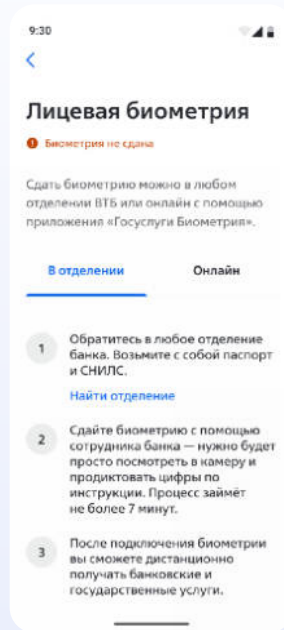 9:30
Лицевая биометрия
Биометрия не сдана
Сдать биометрию можно в любом
отделении ВТБ или онлайн с помощью
приложения «Госуслуги Биометрия».
В отделении
Онлайн
1
Обратитесь в любое отделение
банка. Возьмите с собой паспорт
и СНИЛС.
Найти отделение
2
Сдайте биометрию с помощью
сотрудника банка — нужно будет
просто посмотреть в камеру и
продиктовать цифры по
инструкции. Процесс займёт
не более 7 минут.
3
После подключения биометрии
вы сможете дистанционно
получать банковские и
государственные услуги.